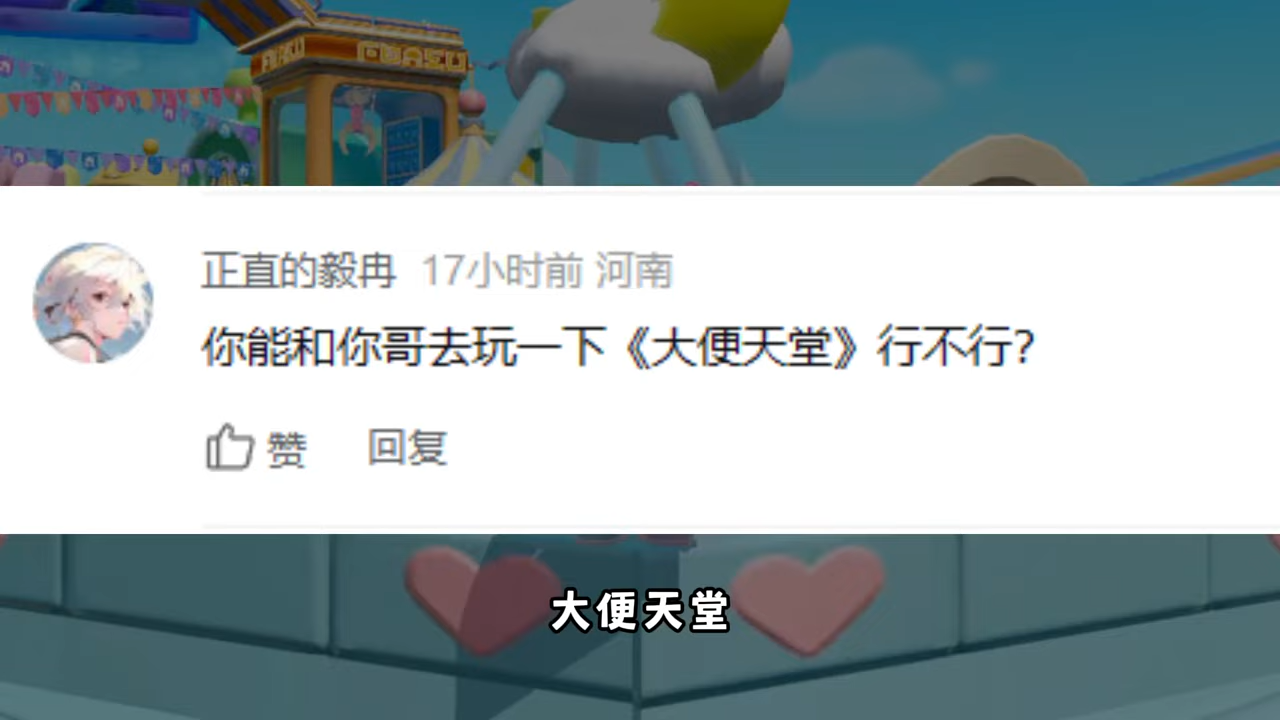 正直的毅冉 17小时前 河南
你能和你哥去玩一下《大便天堂》行不行?
赞 回复
大便天堂